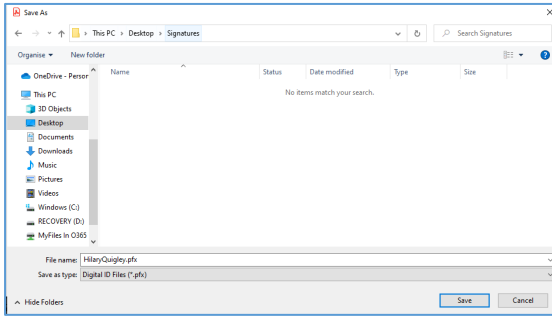 Save As
This PC > Desktop > Signatures
Search Signatures
Organise
New folder
OneDrive - Person
Name
Status
Date modified
Type
Size
No items match your search.
This PC
3D Objects
Desktop
Documents
Downloads
Music
Pictures
Videos
Windows (C:)
RECOVERY (D:)
MyFiles In O365
File name: HilaryQuigley.pfx
Save as type: Digital ID Files (*.pfx)
Hide Folders
Save
Cancel